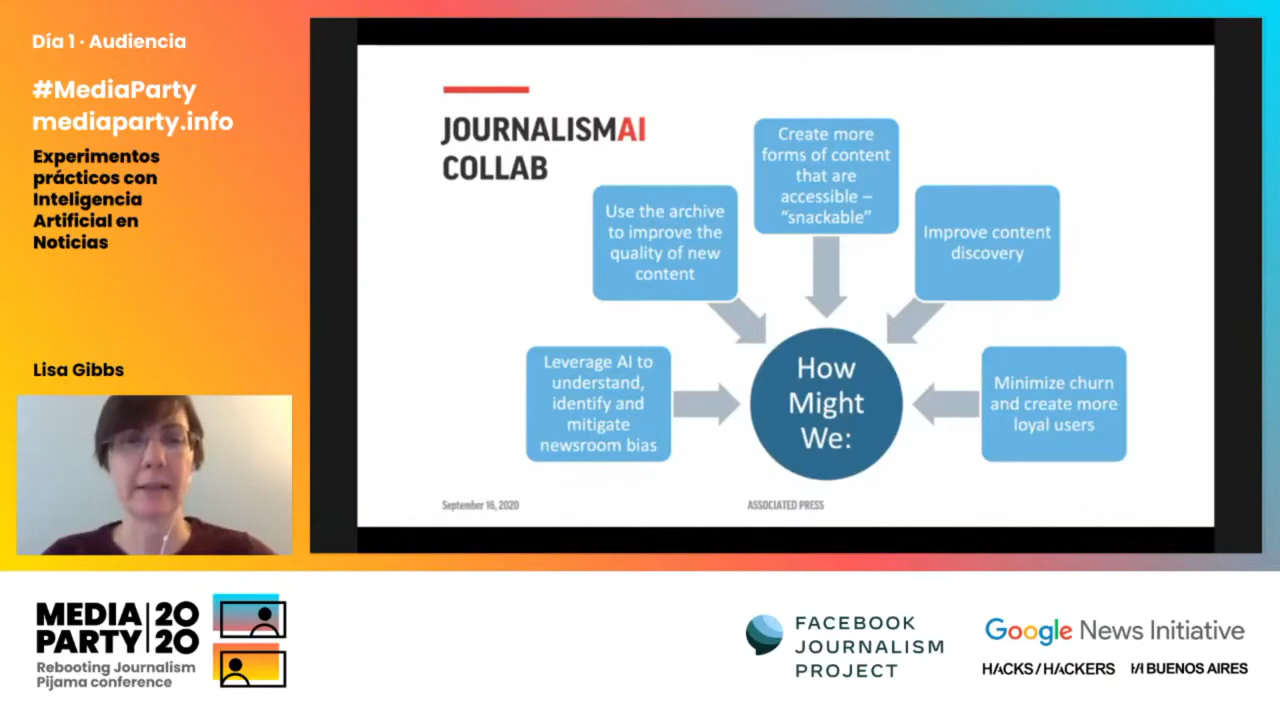 Día 1 · Audiencia
#MediaParty
mediaparty.info
Experimentos
prácticos con
Inteligencia
Artificial en
Noticias
Lisa Gibbs
JOURNALISMAI
COLLAB
Create more
forms of content
that are
accessible –
“snackable”
Use the archive
to improve the
quality of new
content
Improve content
discovery
Leverage AI to
understand,
identify and
mitigate
newsroom bias
How
Might
We:
Minimize churn
and create more
loyal users
September 16, 2020
ASSOCIATED PRESS
MEDIA PARTY 2020
Rebooting Journalism
Pijama conference
FACEBOOK
JOURNALISM
PROJECT
Google News Initiative
HACKS/HACKERS
H/H BUENOS AIRES